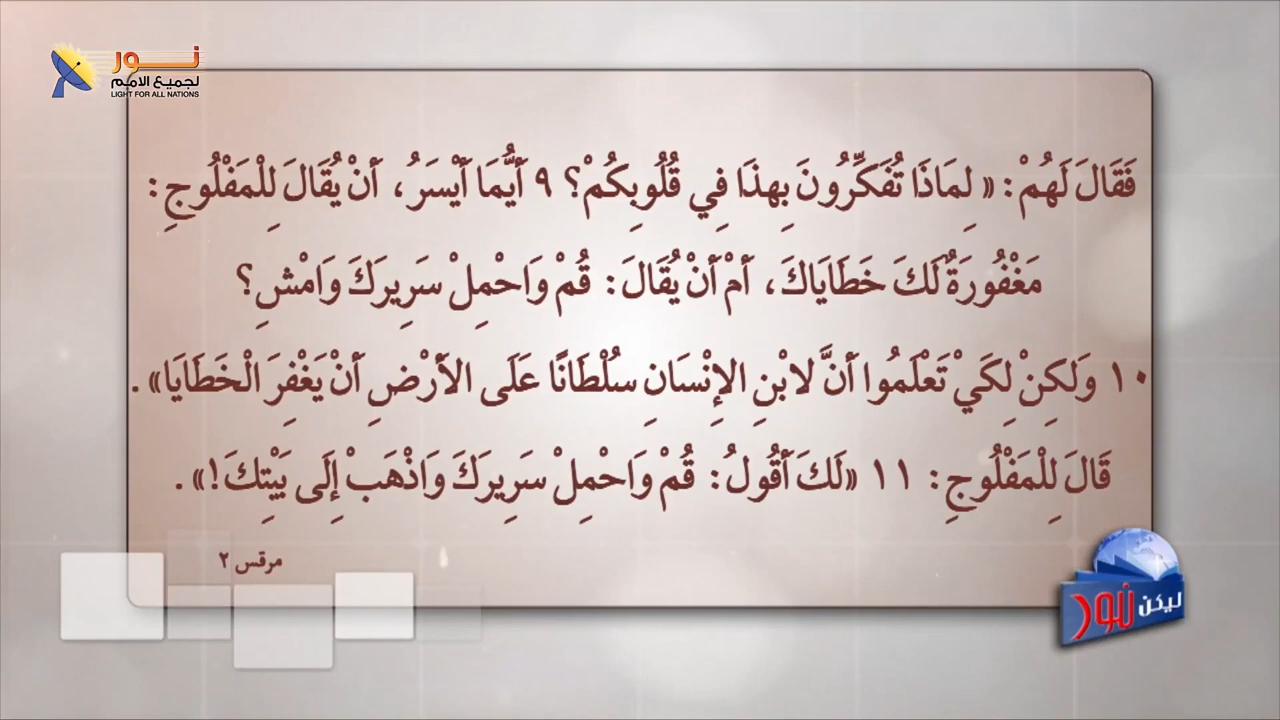 نور
لجميع الامم
LIGHT FOR ALL NATIONS
فَقَالَ لَهُمْ: «لِمَاذَا تُفَكِّرُونَ بِهذَا فِي قُلُوبِكُمْ؟ ٩ أَيُّمَا أَيْسَرُ، أَنْ يُقَالَ لِلْمَفْلُوجِ:
مَغْفُورَةٌ لَكَ خَطَايَاكَ، أَمْ أَنْ يُقَالَ: قُمْ وَاحْمِلْ سَرِيرَكَ وَامْشِ؟
١٠ وَلكِنْ لِكَيْ تَعْلَمُوا أَنَّ لابْنِ الإِنْسَانِ سُلْطَانًا عَلَى الأَرْضِ أَنْ يَغْفِرَ الْخَطَايَا».
قَالَ لِلْمَفْلُوجِ: ١١ «لَكَ أَقُولُ: قُمْ وَاحْمِلْ سَرِيرَكَ وَاذْهَبْ إِلَى بَيْتِكَ!».
مرقس ٢
ليكن نور